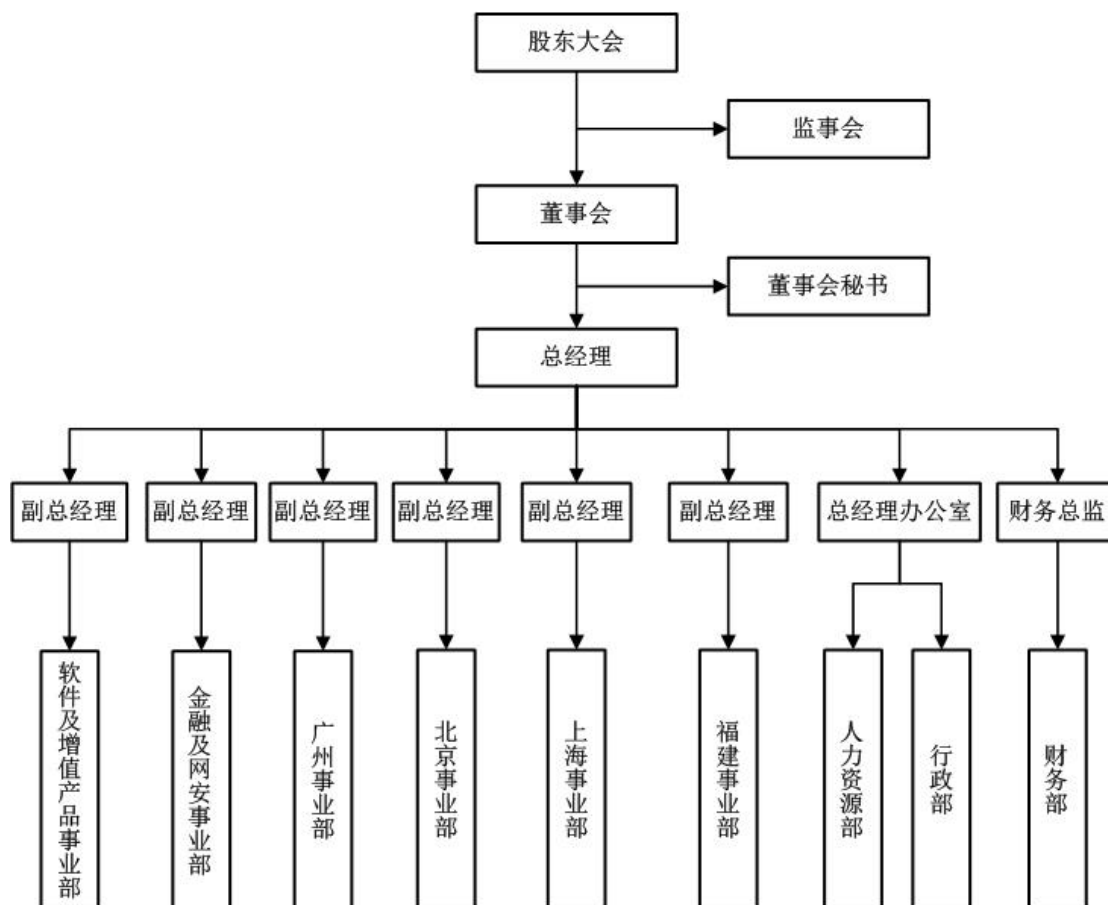 股东大会
监事会
董事会
董事会秘书
总经理
副总经理
副总经理
副总经理
副总经理
副总经理
副总经理
总经理办公室
财务总监
软件及增值产品事业部
金融及网安事业部
广州事业部
北京事业部
上海事业部
福建事业部
人力资源部
行政部
财务部